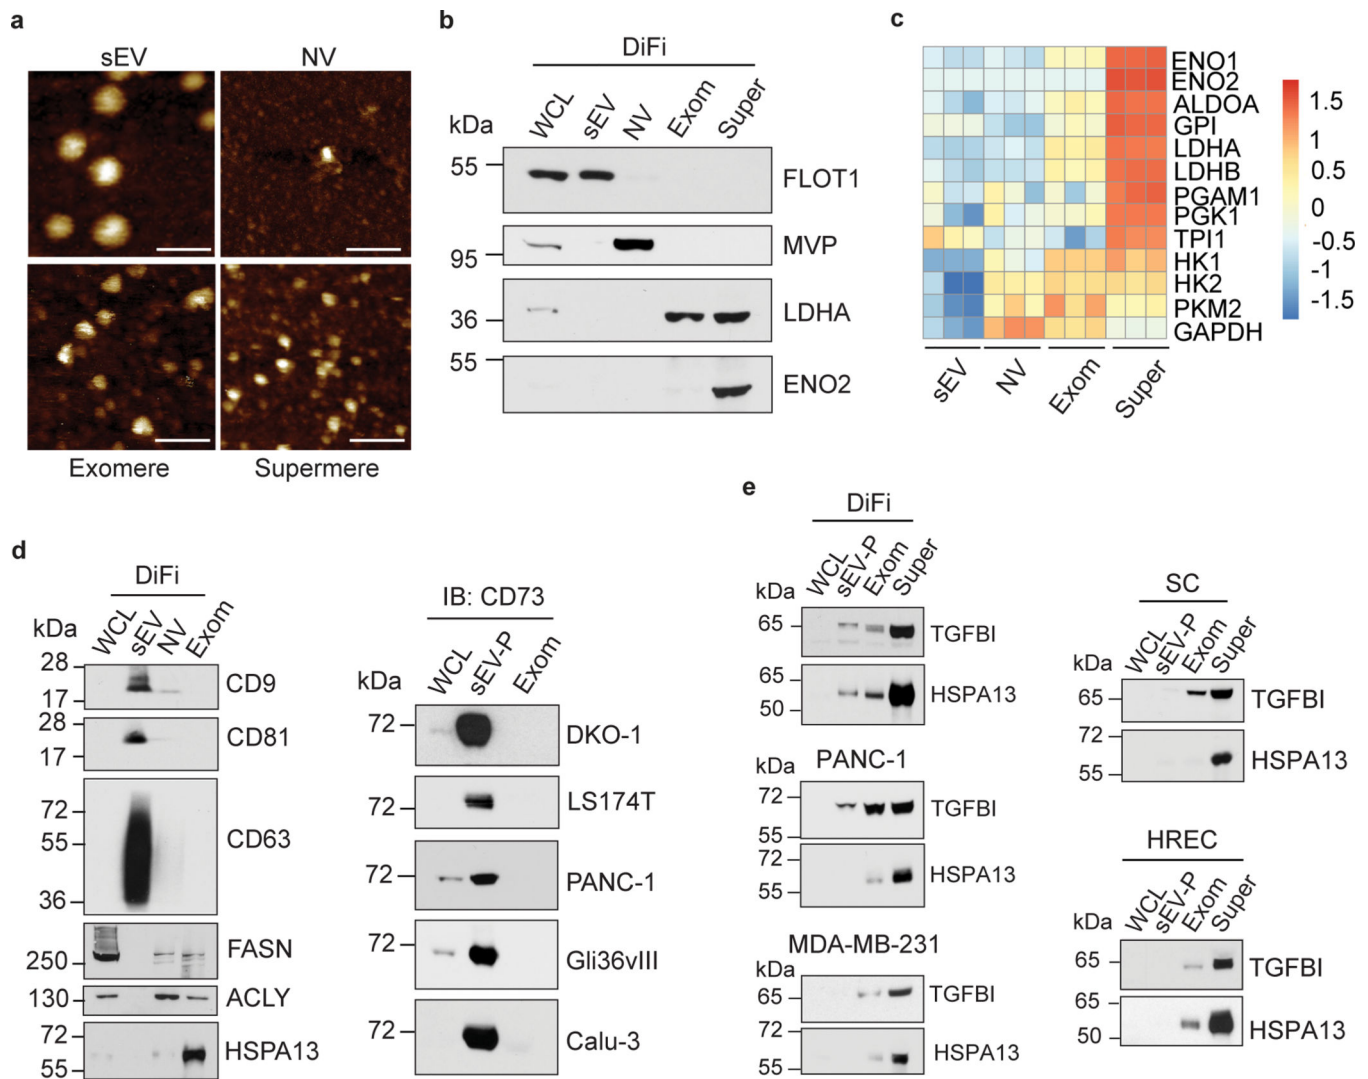 a
sEV
NV
Exomere
Supermere
b
DiFi
kDa
WCL
sEV
NV
Exom
Super
55
FLOT1
95
MVP
36
LDHA
55
ENO2
c
ENO1
ENO2
ALDOA
GPI
LDHA
LDHB
PGAM1
PGK1
TPI1
HK1
HK2
PKM2
GAPDH
1.5
1
0.5
0
-0.5
-1
-1.5
sEV
NV
Exom
Super
d
DiFi
kDa
WCL
sEV
NV
Exom
28
17
CD9
28
17
CD81
72
55
36
CD63
250
FASN
130
ACLY
72
55
HSPA13
IB: CD73
kDa
WCL
sEV-P
Exom
72
DKO-1
72
LS174T
72
PANC-1
72
Gli36vIII
72
Calu-3
e
DiFi
kDa
WCL
sEV-P
Exom
Super
65
TGFBI
65
50
HSPA13
PANC-1
kDa
72
55
TGFBI
72
55
HSPA13
MDA-MB-231
kDa
65
TGFBI
72
55
HSPA13
SC
kDa
WCL
sEV-P
Exom
Super
65
TGFBI
72
55
HSPA13
HREC
kDa
WCL
sEV-P
Exom
Super
65
TGFBI
65
50
HSPA13